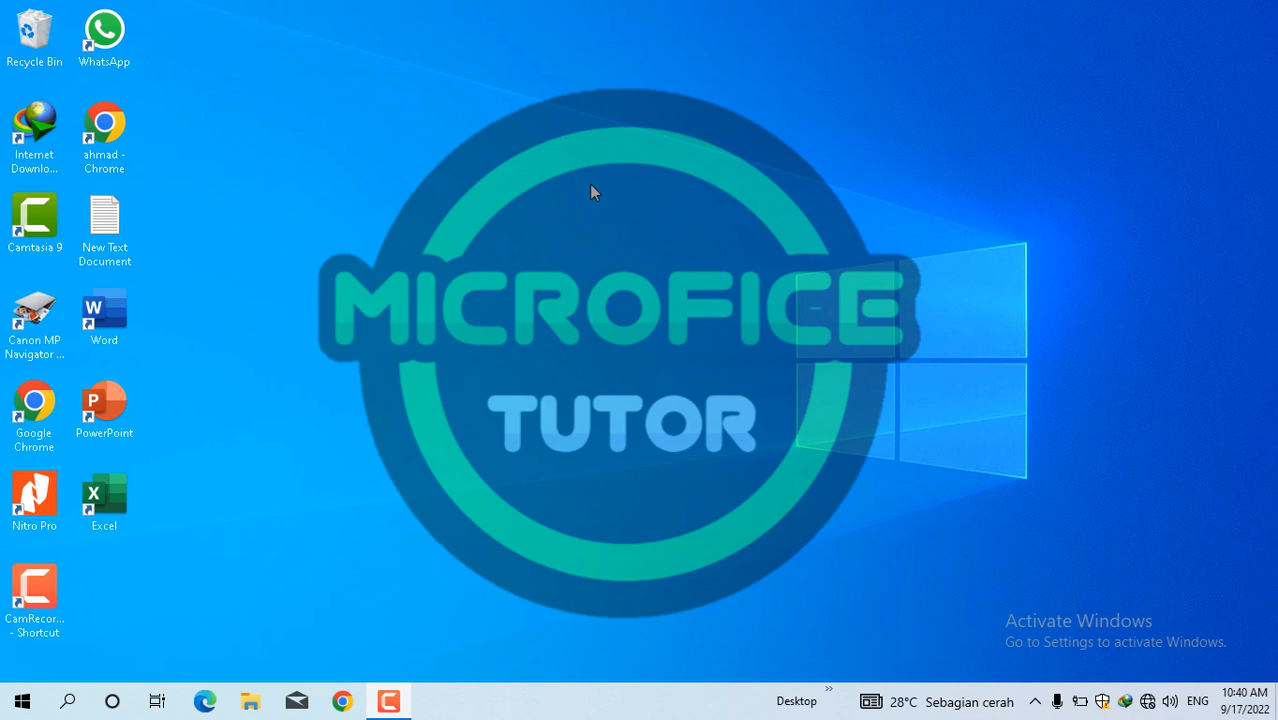 Recycle Bin
WhatsApp
Internet
Downlo...
ahmad -
Chrome
Camtasia 9
New Text
Document
Canon MP
Navigator ...
Word
Google
Chrome
PowerPoint
Nitro Pro
Excel
CamRecor...
- Shortcut
MICROFICE
TUTOR
Activate Windows
Go to Settings to activate Windows.
Desktop
28°C Sebagian cerah
ENG
10:40 AM
9/17/2022